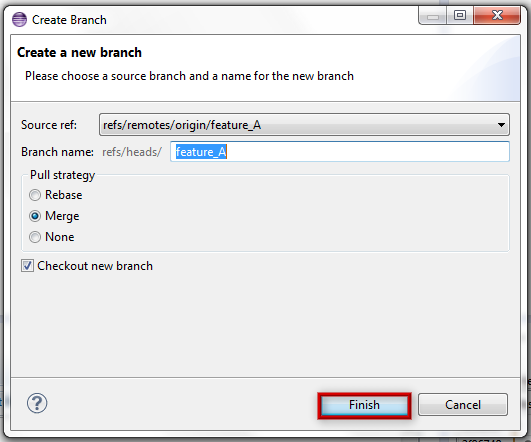 Create Branch
Create a new branch
Please choose a source branch and a name for the new branch
Source ref: refs/remotes/origin/feature_A
Branch name: refs/heads/ feature_A
Pull strategy
Rebase
Merge
None
Checkout new branch
Finish Cancel